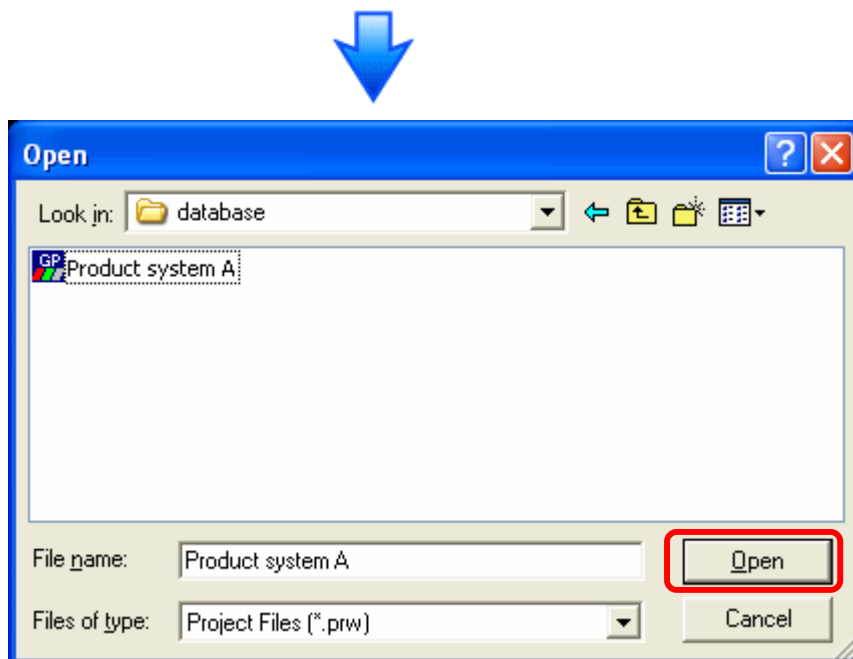 Open
Look in: database
GP Product system A
File name: Product system A Open
Files of type: Project Files (*.prw) Cancel